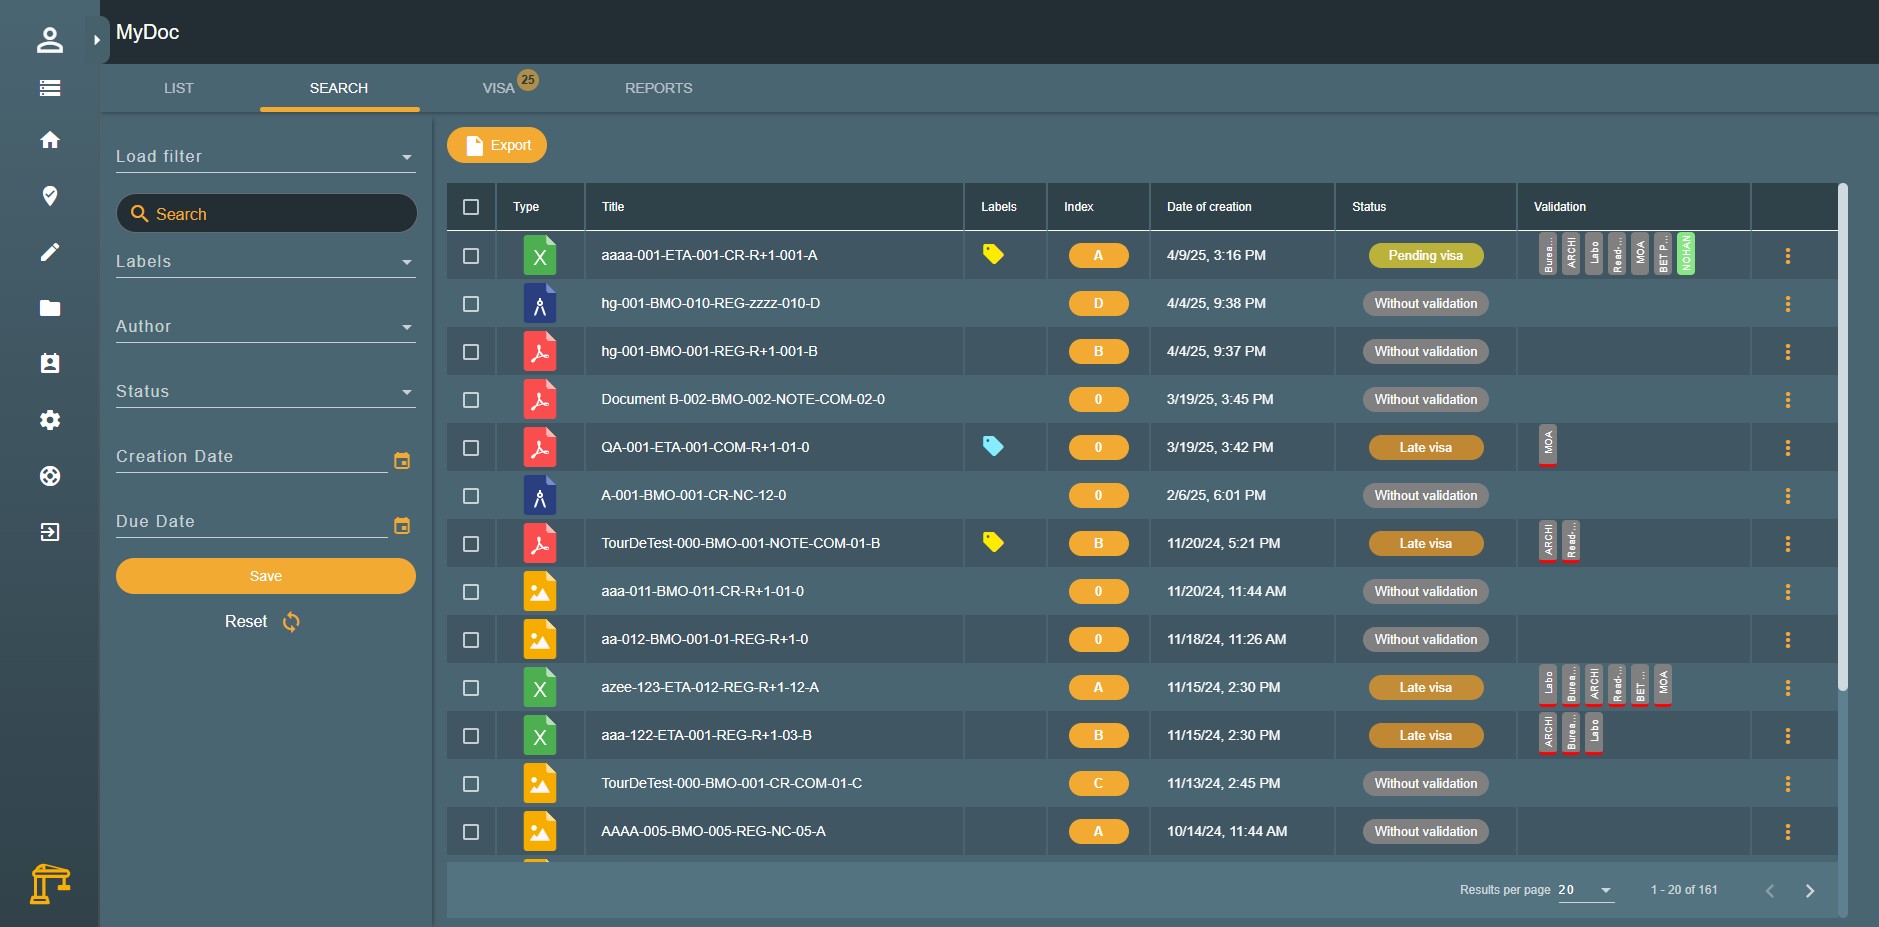 MyDoc
LIST SEARCH VISA 25 REPORTS
Load filter
Search
Labels
Author
Status
Creation Date
Due Date
Save
Reset
Export
Type Title Labels Index Date of creation Status Validation
aaaa-001-ETA-001-CR-R+1-001-A A 4/9/25, 3:16 PM Pending visa Burea... ARCHI Labo Read-... MOA BET P... NOHAN
hg-001-BMO-010-REG-zzzz-010-D D 4/4/25, 9:38 PM Without validation
hg-001-BMO-001-REG-R+1-001-B B 4/4/25, 9:37 PM Without validation
Document B-002-BMO-002-NOTE-COM-02-0 0 3/19/25, 3:45 PM Without validation
QA-001-ETA-001-COM-R+1-01-0 0 3/19/25, 3:42 PM Late visa MOA
A-001-BMO-001-CR-NC-12-0 0 2/6/25, 6:01 PM Without validation
TourDeTest-000-BMO-001-NOTE-COM-01-B B 11/20/24, 5:21 PM Late visa ARCHI Read-...
aaa-011-BMO-011-CR-R+1-01-0 0 11/20/24, 11:44 AM Without validation
aa-012-BMO-001-01-REG-R+1-0 0 11/18/24, 11:26 AM Without validation
azee-123-ETA-012-REG-R+1-12-A A 11/15/24, 2:30 PM Late visa Labo Burea... ARCHI Read-... BET ... MOA
aaa-122-ETA-001-REG-R+1-03-B B 11/15/24, 2:30 PM Late visa ARCHI Burea... Labo
TourDeTest-000-BMO-001-CR-COM-01-C C 11/13/24, 2:45 PM Without validation
AAAA-005-BMO-005-REG-NC-05-A A 10/14/24, 11:44 AM Without validation
Results per page 20 1 - 20 of 161